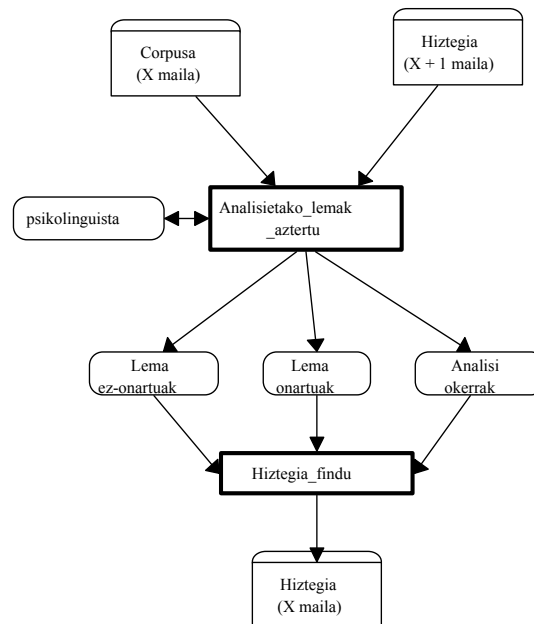 Corpusa
(X maila)
Hiztegia
(X + 1 maila)
psikolinguista
Analisietako_lemak
_aztertu
Lema
ez-onartuak
Lema
onartuak
Analisi
okerrak
Hiztegia_findu
Hiztegia
(X maila)